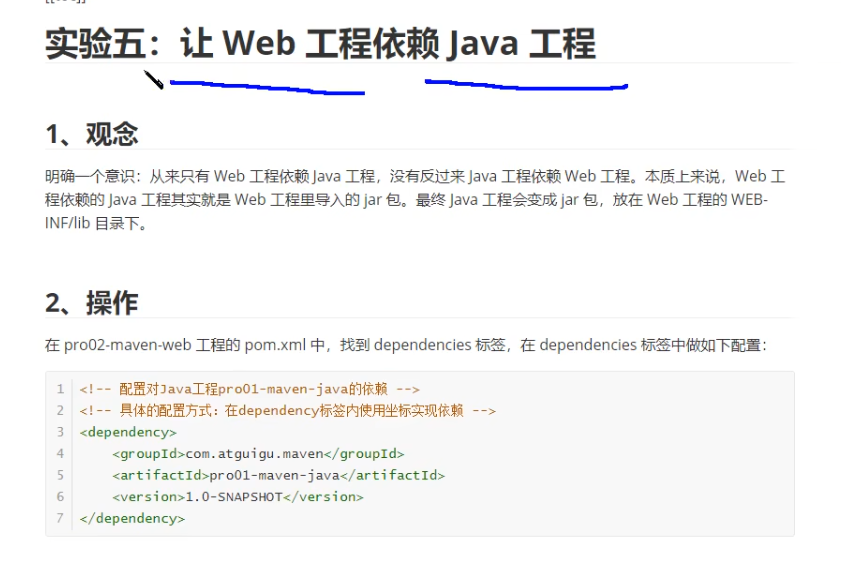 实验五：让 Web 工程依赖 Java 工程
1、观念
明确一个意识：从来只有 Web 工程依赖 Java 工程，没有反过来 Java 工程依赖 Web 工程。本质上来说，Web 工
程依赖的 Java 工程其实就是 Web 工程里导入的 jar 包。最终 Java 工程会变成 jar 包，放在 Web 工程的 WEB-
INF/lib 目录下。
2、操作
在 pro02-maven-web 工程的 pom.xml 中，找到 dependencies 标签，在 dependencies 标签中做如下配置：
1 <!-- 配置对Java工程pro01-maven-java的依赖 -->
2 <!-- 具体的配置方式：在dependency标签内使用坐标实现依赖 -->
3 <dependency>
4 <groupId>com.atguigu.maven</groupId>
5 <artifactId>pro01-maven-java</artifactId>
6 <version>1.0-SNAPSHOT</version>
7 </dependency>